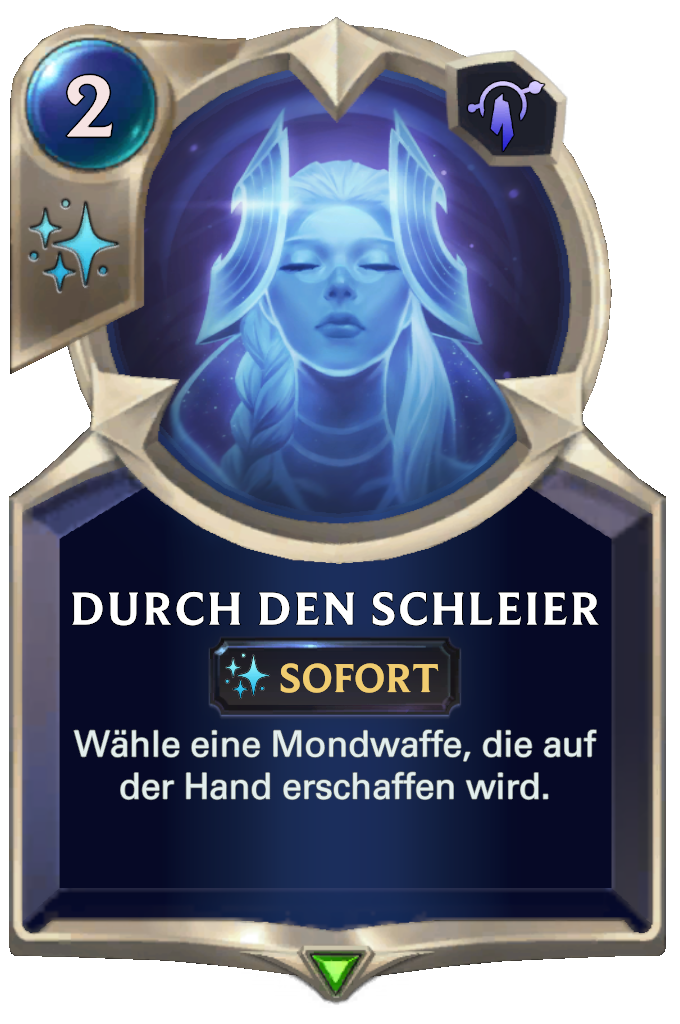 2
DURCH DEN SCHLEIER
SOFORT
Wähle eine Mondwaffe, die auf
der Hand erschaffen wird.